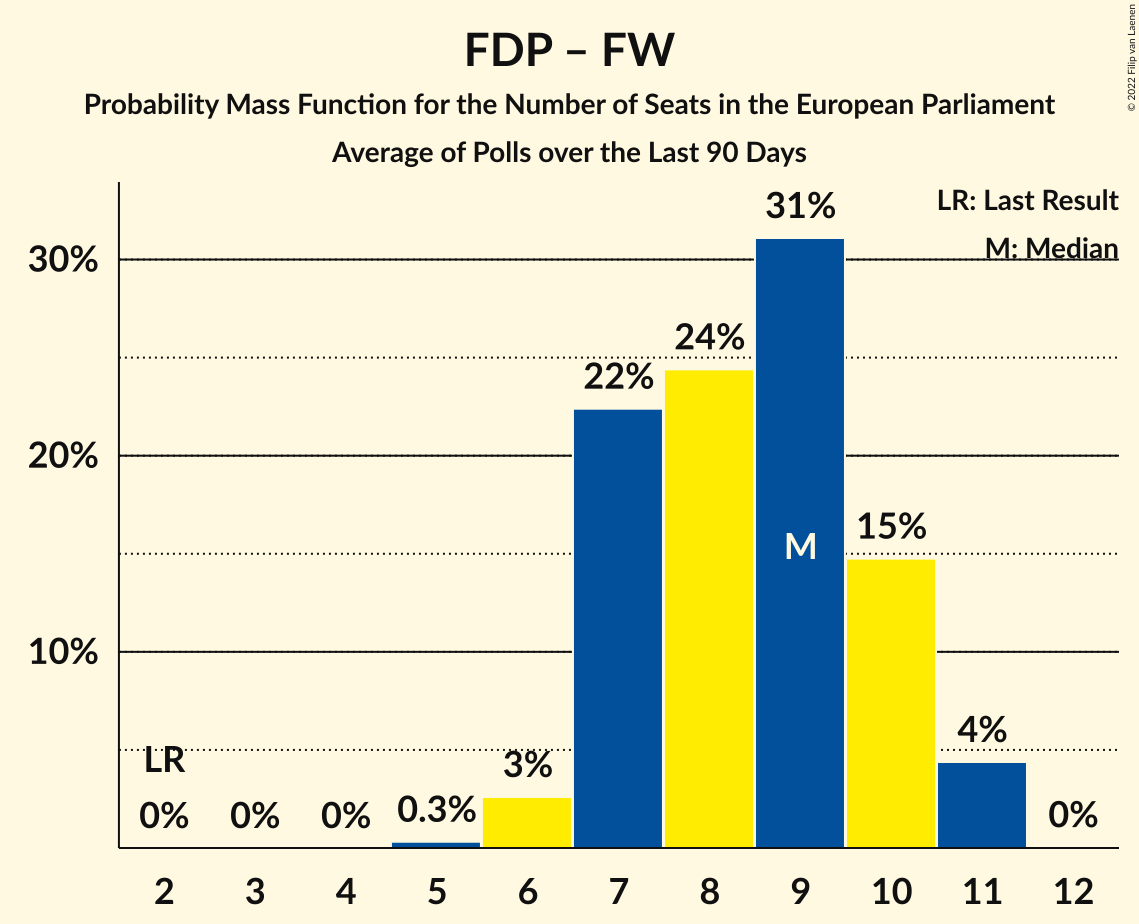 FDP – FW
Probability Mass Function for the Number of Seats in the European Parliament
Average of Polls over the Last 90 Days
© 2022 Filip van Laenen
LR: Last Result
M: Median
30%
20%
10%
LR
0%
0%
0%
0.3%
3%
22%
24%
31%
M
15%
4%
0%
2 3 4 5 6 7 8 9 10 11 12